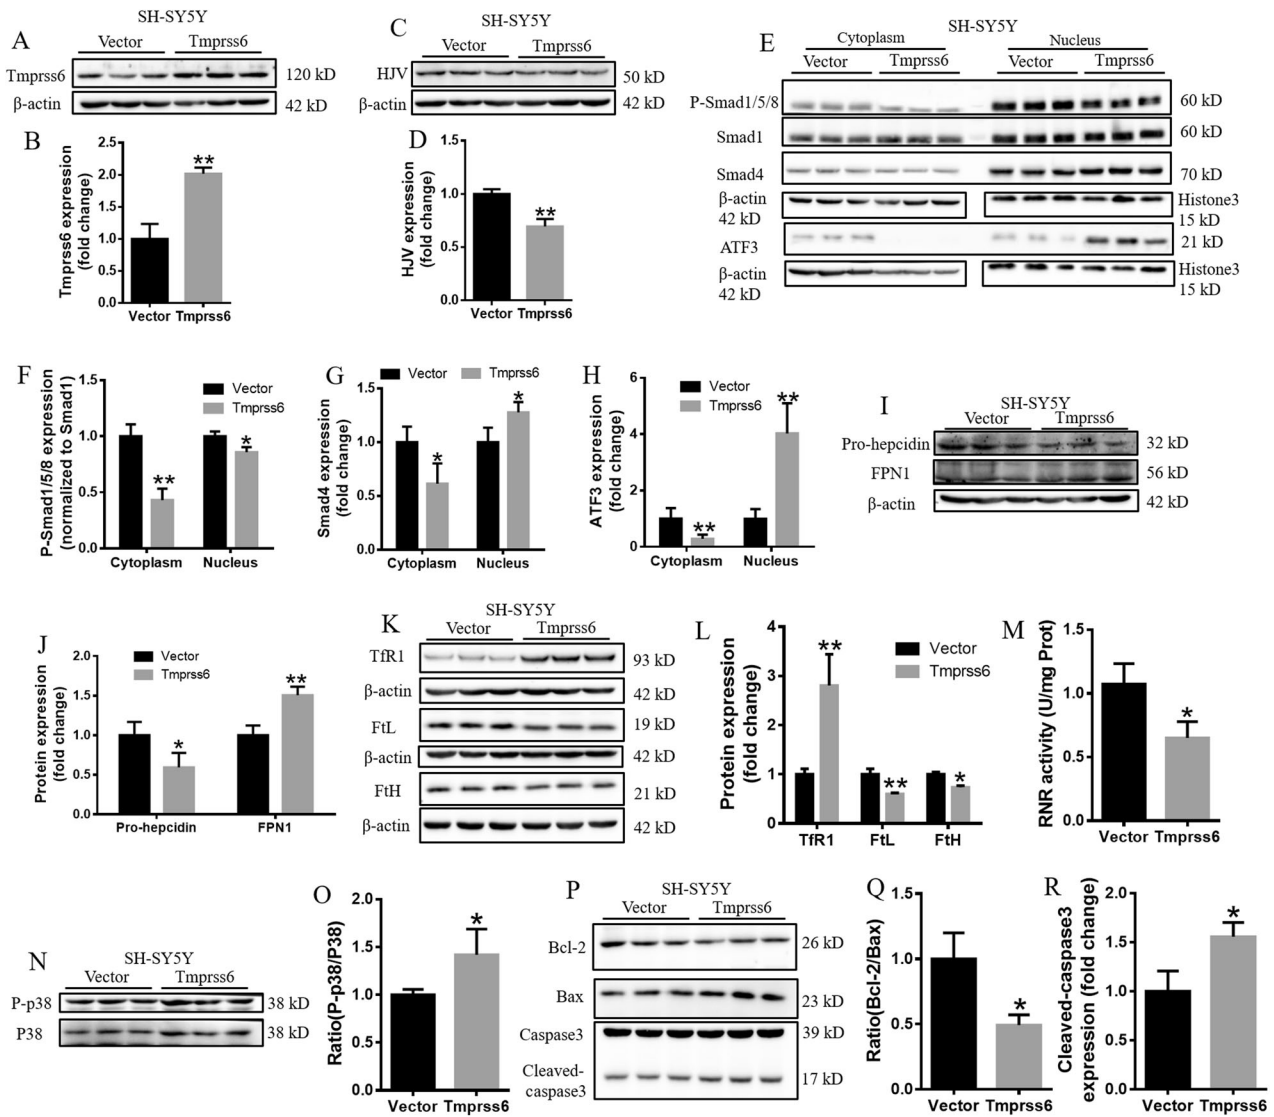 A
SH-SY5Y
Vector Tmprss6
Tmprss6 120 kD
β-actin 42 kD
B
Tmprss6 expression
(fold change)
2.5
2.0
1.5
1.0
0.5
0.0
**
Vector Tmprss6
C
SH-SY5Y
Vector Tmprss6
HJV 50 kD
β-actin 42 kD
D
HJV expression
(fold change)
1.5
1.0
0.5
0.0
**
Vector Tmprss6
E
SH-SY5Y
Cytoplasm Nucleus
Vector Tmprss6 Vector Tmprss6
P-Smad1/5/8 60 kD
Smad1 60 kD
Smad4 70 kD
β-actin Histone3
42 kD 15 kD
ATF3 21 kD
β-actin Histone3
42 kD 15 kD
F
P-Smad1/5/8 expression
(normalized to Smad1)
1.5
1.0
0.5
0.0
Vector
Tmprss6
** *
Cytoplasm Nucleus
G
Vector Tmprss6
Smad4 expression
(fold change)
1.5
1.0
0.5
0.0
* *
Cytoplasm Nucleus
H
ATF3 expression
(fold change)
6
4
2
0
Vector
Tmprss6
** **
Cytoplasm Nucleus
I
SH-SY5Y
Vector Tmprss6
Pro-hepcidin 32 kD
FPN1 56 kD
β-actin 42 kD
J
Protein expression
(fold change)
2.0
1.5
1.0
0.5
0.0
Vector
Tmprss6
* **
Pro-hepcidin FPN1
K
SH-SY5Y
Vector Tmprss6
TfR1 93 kD
β-actin 42 kD
FtL 19 kD
β-actin 42 kD
FtH 21 kD
β-actin 42 kD
L
Protein expression
(fold change)
4
3
2
1
0
Vector
Tmprss6
** ** *
TfR1 FtL FtH
M
RNR activity (U/mg Prot)
1.5
1.0
0.5
0.0
*
Vector Tmprss6
N
SH-SY5Y
Vector Tmprss6
P-p38 38 kD
P38 38 kD
O
Ratio(P-p38/P38)
2.0
1.5
1.0
0.5
0.0
*
Vector Tmprss6
P
SH-SY5Y
Vector Tmprss6
Bcl-2 26 kD
Bax 23 kD
Caspase3 39 kD
Cleaved-
caspase3 17 kD
Q
Ratio(Bcl-2/Bax)
1.5
1.0
0.5
0.0
*
Vector Tmprss6
R
Cleaved-caspase3
expression (fold change)
2.0
1.5
1.0
0.5
0.0
*
Vector Tmprss6